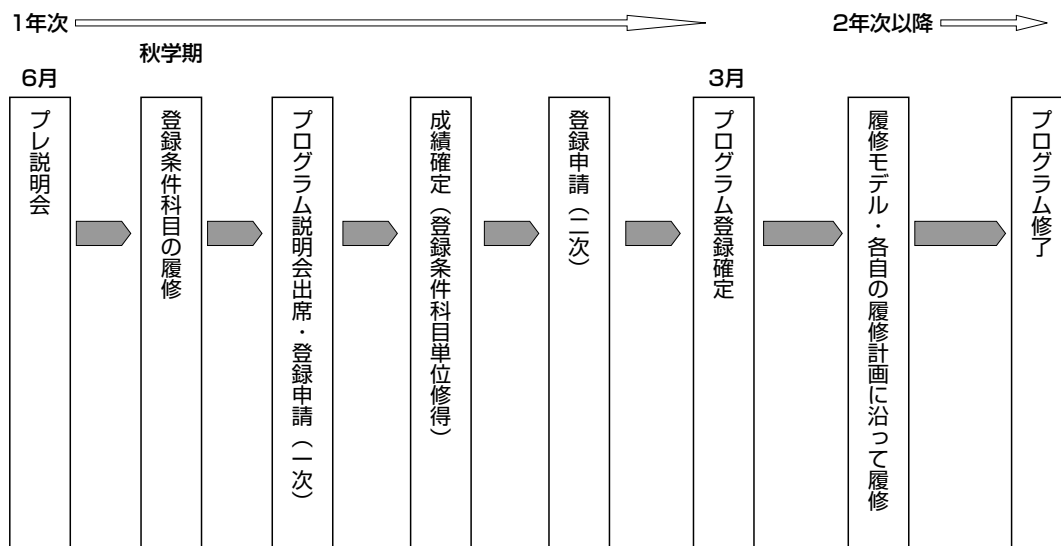 1年次
2年次以降
秋学期
6月
3月
プレ説明会
登録条件科目の履修
プログラム説明会出席・登録申請（一次）
成績確定（登録条件科目単位修得）
登録申請（二次）
プログラム登録確定
履修モデル・各自の履修計画に沿って履修
プログラム修了